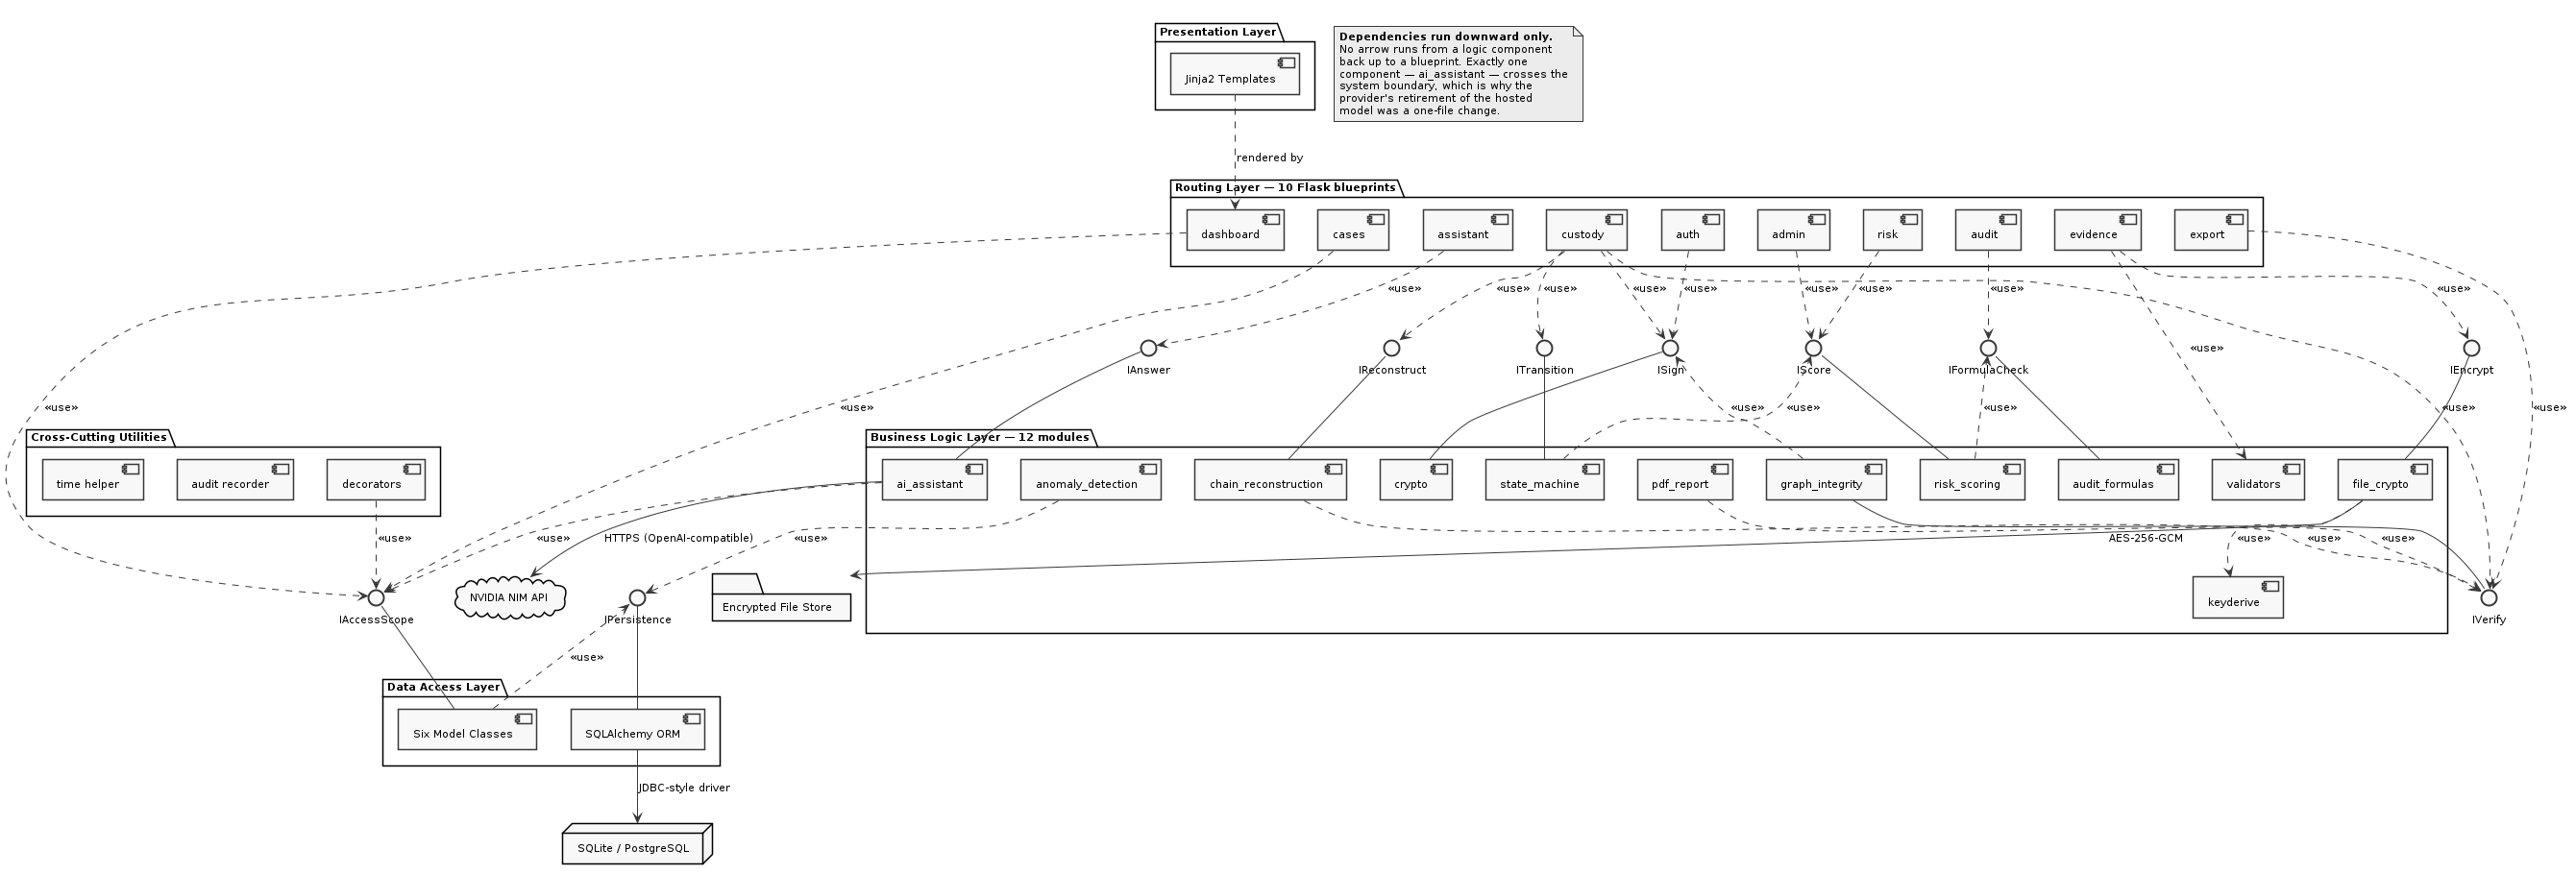 Presentation Layer
Jinja2 Templates
Dependencies run downward only.
No arrow runs from a logic component
back up to a blueprint. Exactly one
component — ai_assistant — crosses the
system boundary, which is why the
provider's retirement of the hosted
model was a one-file change.
rendered by
Routing Layer — 10 Flask blueprints
dashboard
cases
assistant
custody
auth
admin
risk
audit
evidence
export
«use»
«use»
«use»
«use»
«use»
«use»
«use»
«use»
«use»
«use»
IAnswer
IReconstruct
ITransition
ISign
IScore
IFormulaCheck
IEncrypt
«use»
«use»
«use»
«use»
«use»
«use»
«use»
Cross-Cutting Utilities
time helper
audit recorder
decorators
Business Logic Layer — 12 modules
ai_assistant
anomaly_detection
chain_reconstruction
crypto
state_machine
pdf_report
graph_integrity
risk_scoring
audit_formulas
validators
file_crypto
«use»
«use»
HTTPS (OpenAI-compatible)
«use»
AES-256-GCM
«use»
«use»
«use»
NVIDIA NIM API
Encrypted File Store
keyderive
IAccessScope
IPersistence
IVerify
«use»
Data Access Layer
Six Model Classes
SQLAlchemy ORM
JDBC-style driver
SQLite / PostgreSQL